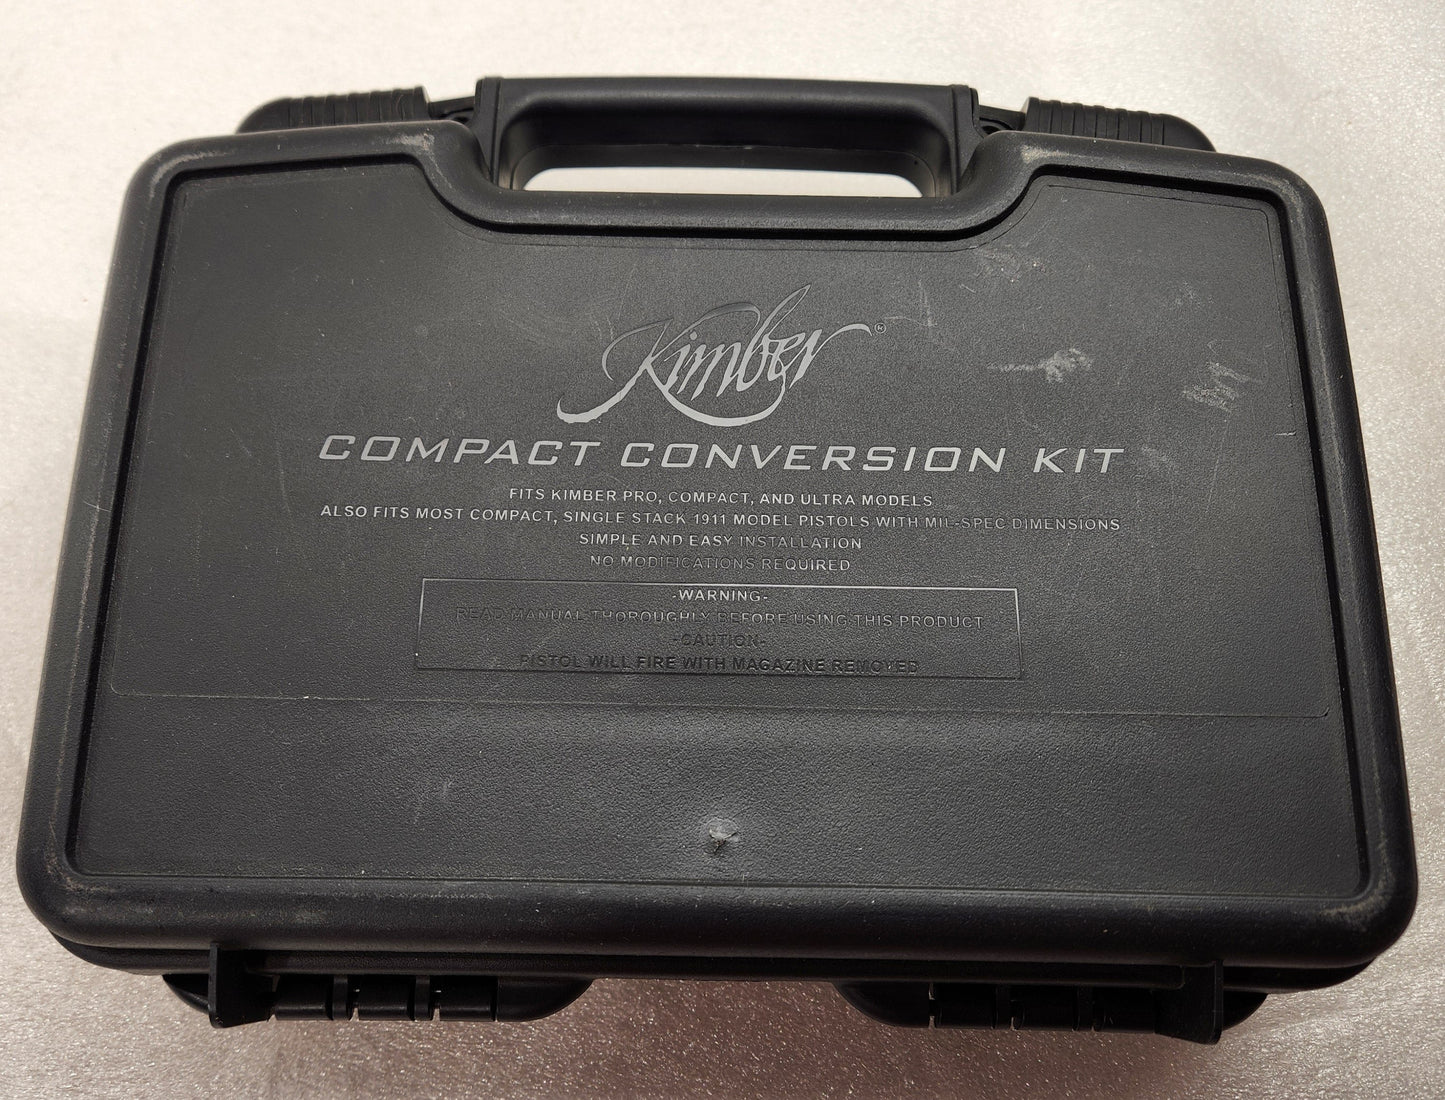 Kimber®
COMPACT CONVERSION KIT
FITS KIMBER PRO, COMPACT, AND ULTRA MODELS
ALSO FITS MOST COMPACT, SINGLE STACK 1911 MODEL PISTOLS WITH MIL-SPEC DIMENSIONS
SIMPLE AND EASY INSTALLATION
NO MODIFICATIONS REQUIRED
-WARNING-
READ MANUAL THOROUGHLY BEFORE USING THIS PRODUCT
-CAUTION-
PISTOL WILL FIRE WITH MAGAZINE REMOVED